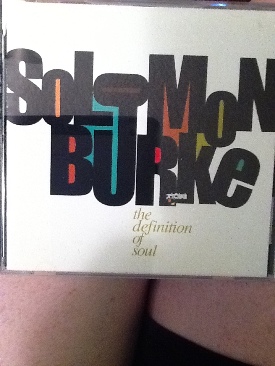 SOLOMON
BURKe
the
definition
of
soul